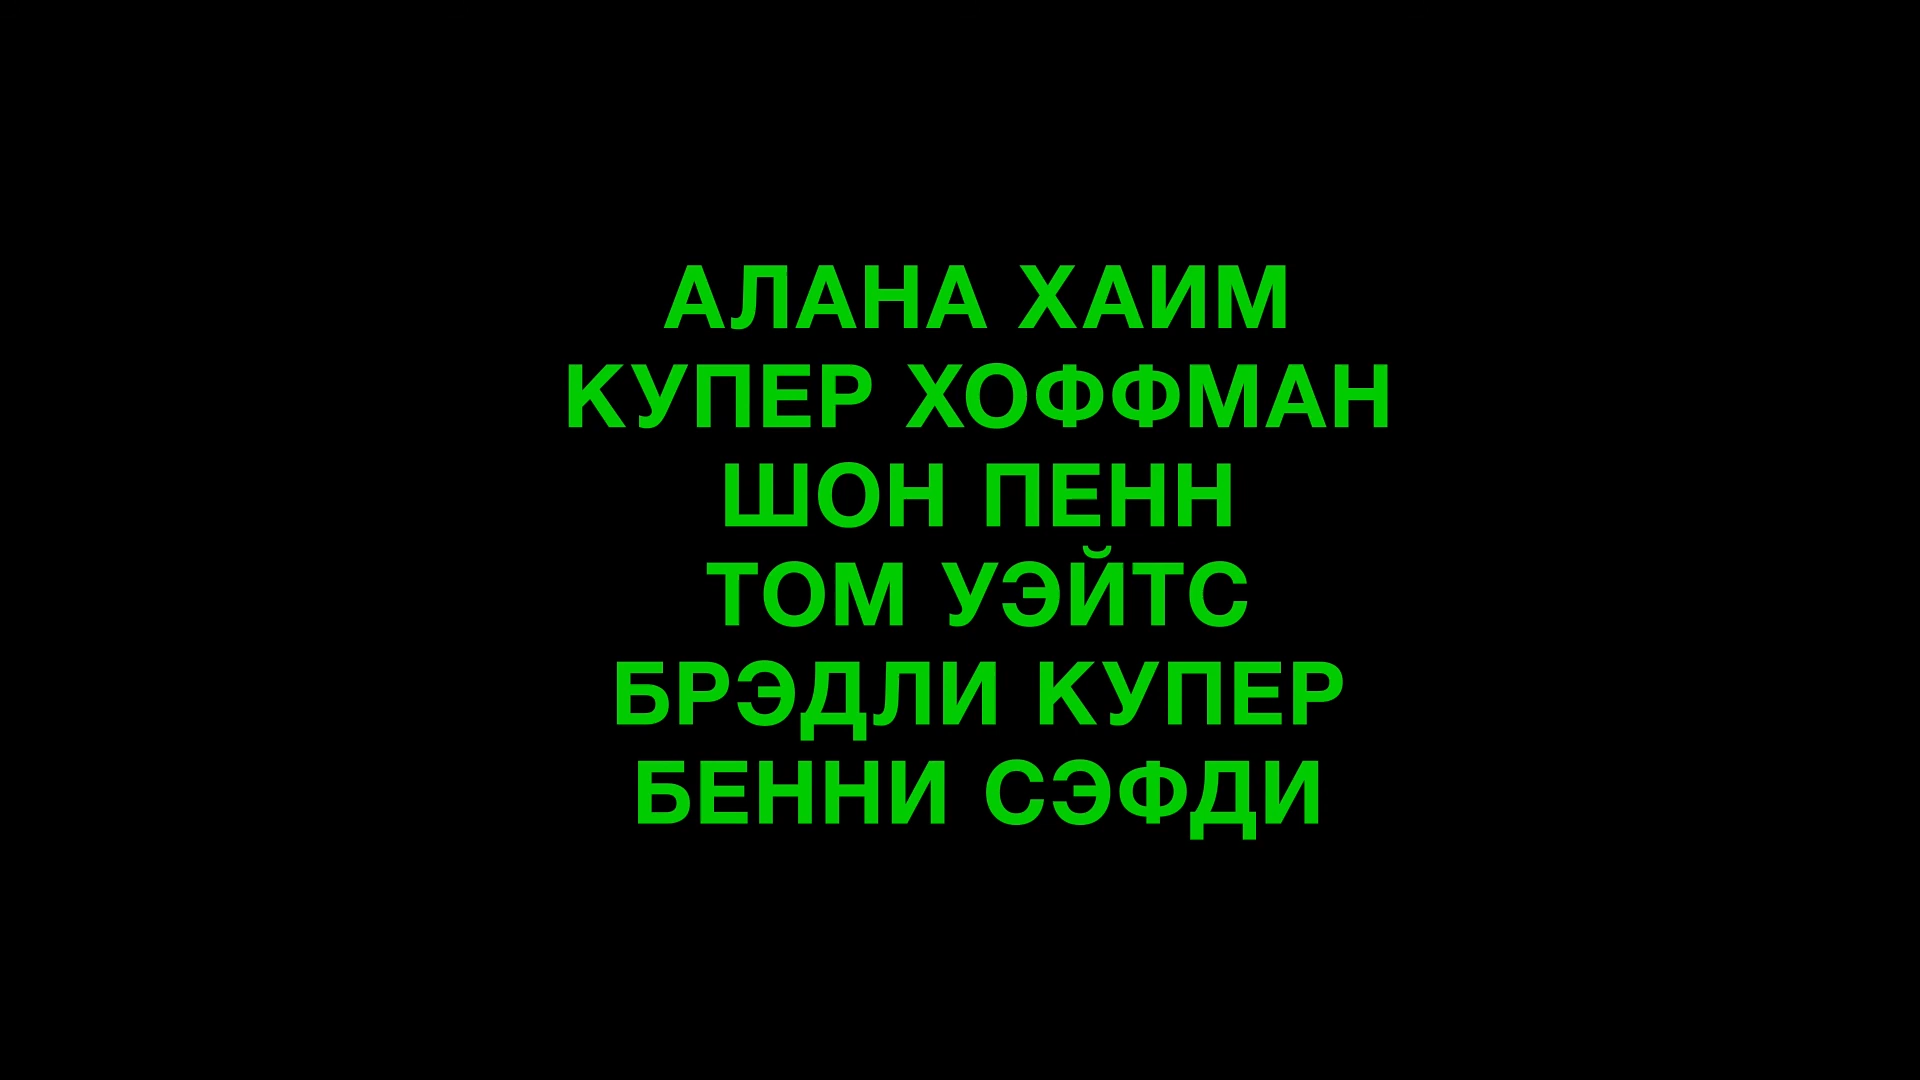 АЛАНА ХАИМ
КУПЕР ХОФФМАН
ШОН ПЕНН
ТОМ УЭЙТС
БРЭДЛИ КУПЕР
БЕННИ СЭФДИ